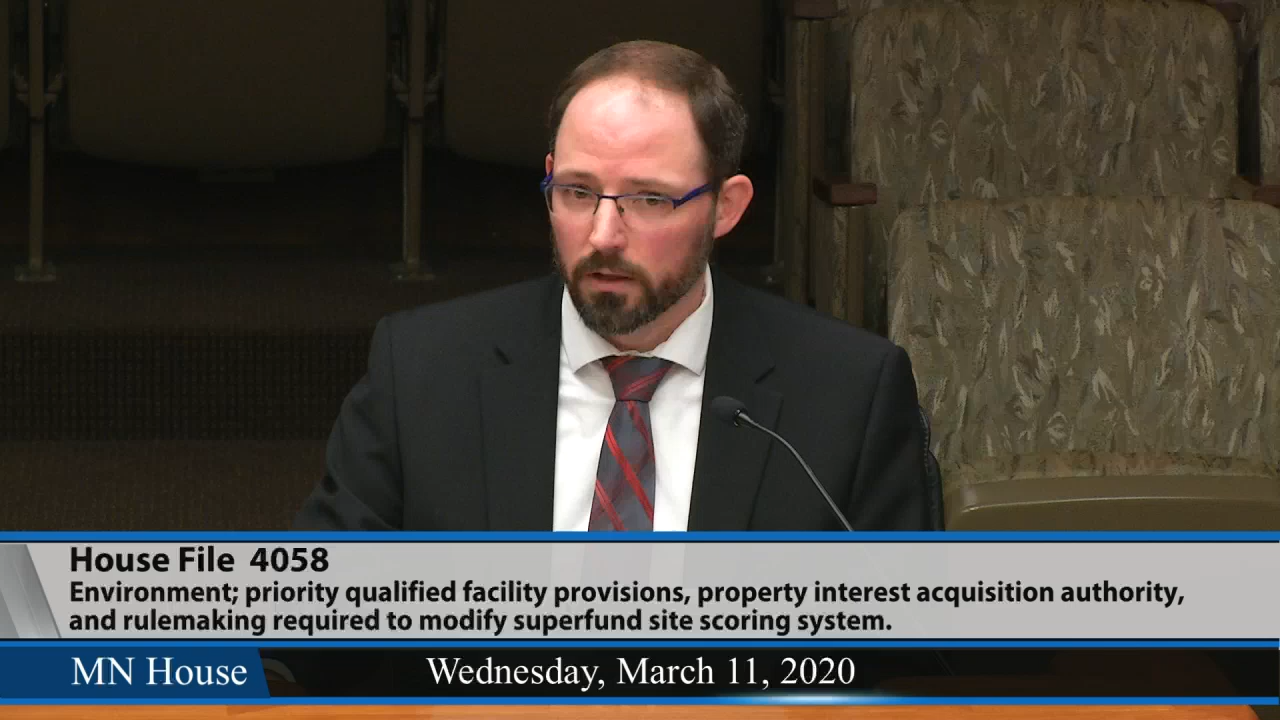 House File 4058
Environment; priority qualified facility provisions, property interest acquisition authority,
and rulemaking required to modify superfund site scoring system.
MN House
Wednesday, March 11, 2020